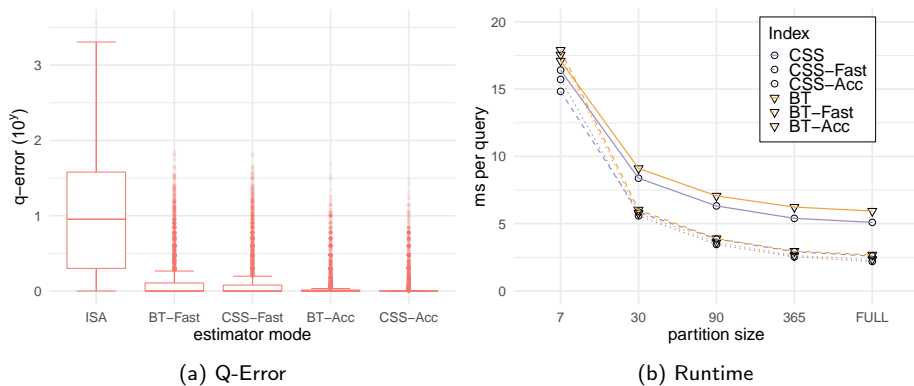 q−error (10^y)
3
2
1
0
ISA BT−Fast CSS−Fast BT−Acc CSS−Acc
estimator mode
(a) Q-Error
ms per query
20
15
10
5
0
7 30 90 365 FULL
partition size
Index
CSS
CSS−Fast
CSS−Acc
BT
BT−Fast
BT−Acc
(b) Runtime